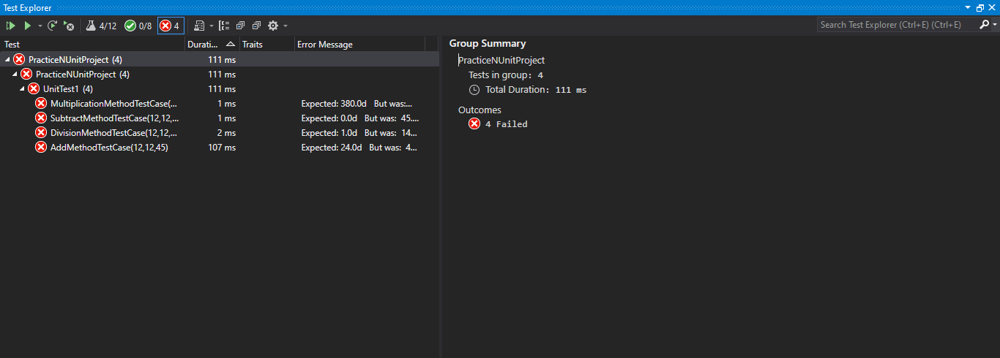 Test Explorer
4/12 0/8 4 Search Test Explorer (Ctrl+E) (Ctrl+E)
Test Durati... Traits Error Message
PracticeNUnitProject (4) 111 ms
PracticeNUnitProject (4) 111 ms
UnitTest1 (4) 111 ms
MultiplicationMethodTestCase(... 1 ms Expected: 380.0d But was:...
SubtractMethodTestCase(12,12,... 1 ms Expected: 0.0d But was: 45....
DivisionMethodTestCase(12,12,... 2 ms Expected: 1.0d But was: 14...
AddMethodTestCase(12,12,45) 107 ms Expected: 24.0d But was: 4...
Group Summary
PracticeNUnitProject
Tests in group: 4
Total Duration: 111 ms
Outcomes
4 Failed